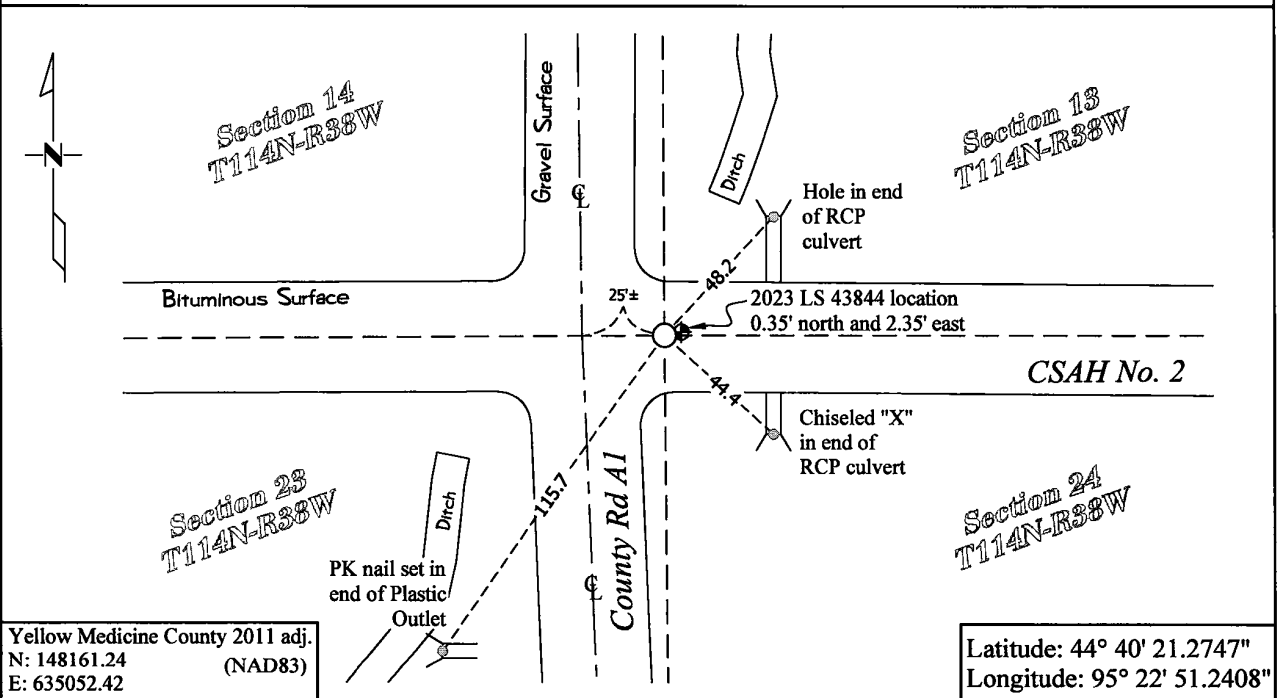 Section 14
T114N-R38W
Gravel Surface
Section 13
T114N-R38W
N
Ditch
℄
Hole in end
of RCP
culvert
48.2
Bituminous Surface
25'±
2023 LS 43844 location
0.35' north and 2.35' east
CSAH No. 2
44.4
Chiseled "X"
in end of
RCP culvert
Section 23
T114N-R38W
Ditch
115.7
County Rd A1
℄
Section 24
T114N-R38W
PK nail set in
end of Plastic
Outlet
Yellow Medicine County 2011 adj.
N: 148161.24 (NAD83)
E: 635052.42
Latitude: 44° 40' 21.2747"
Longitude: 95° 22' 51.2408"